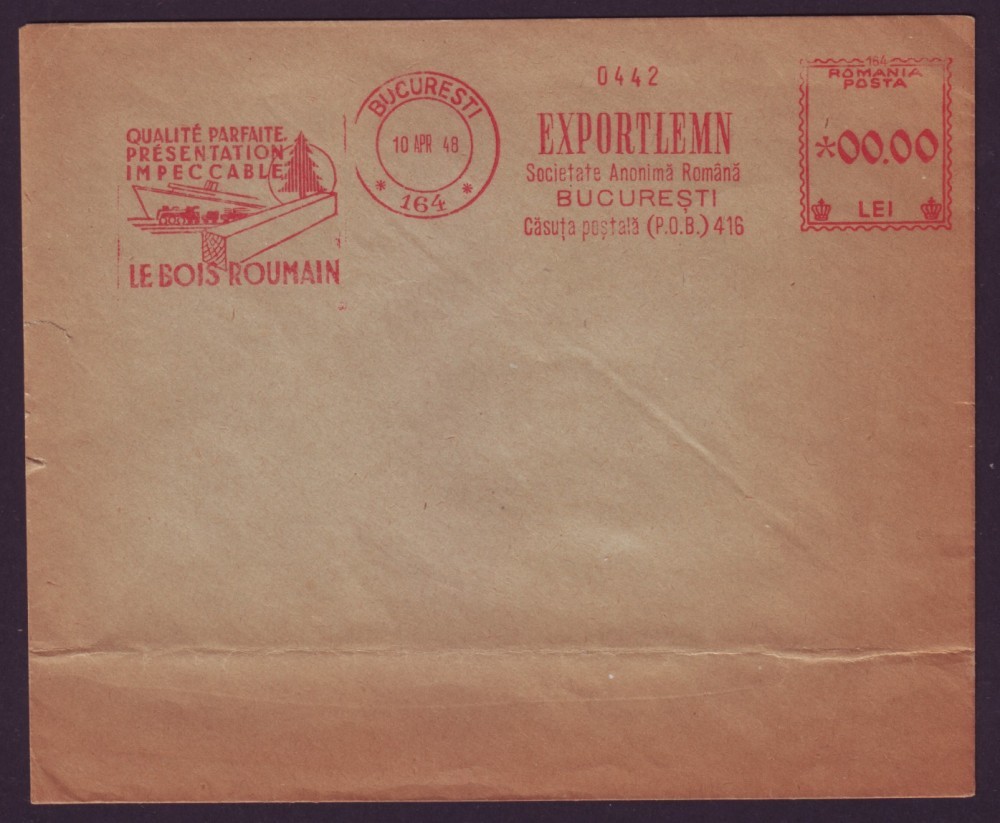 QUALITÉ PARFAITE.
PRÉSENTATION
IMPECCABLE
LE BOIS ROUMAIN
BUCUREȘTI
10 APR 48
* 164 *
0442
EXPORTLEMN
Societate Anonimă Română
BUCUREȘTI
Căsuța poștală (P.O.B.) 416
164
ROMANIA
POSTA
*00.00
LEI